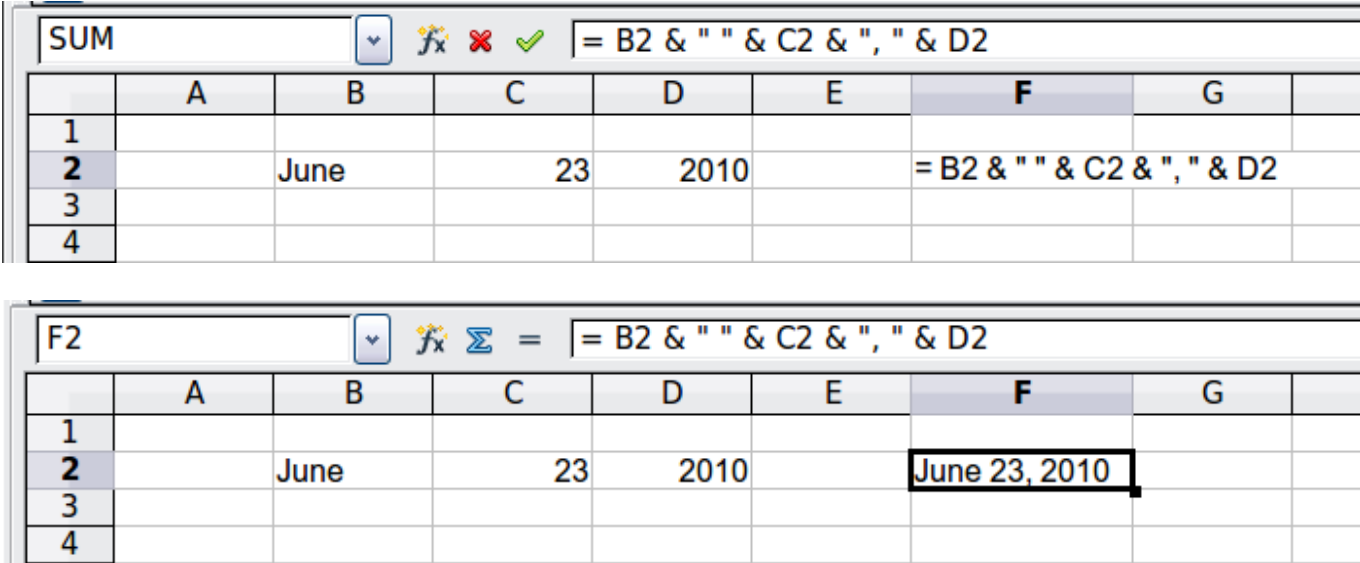 SUM = B2 & " " & C2 & ", " & D2
A B C D E F G
1
2 June 23 2010 = B2 & " " & C2 & ", " & D2
3
4
F2 = = B2 & " " & C2 & ", " & D2
A B C D E F G
1
2 June 23 2010 June 23, 2010
3
4